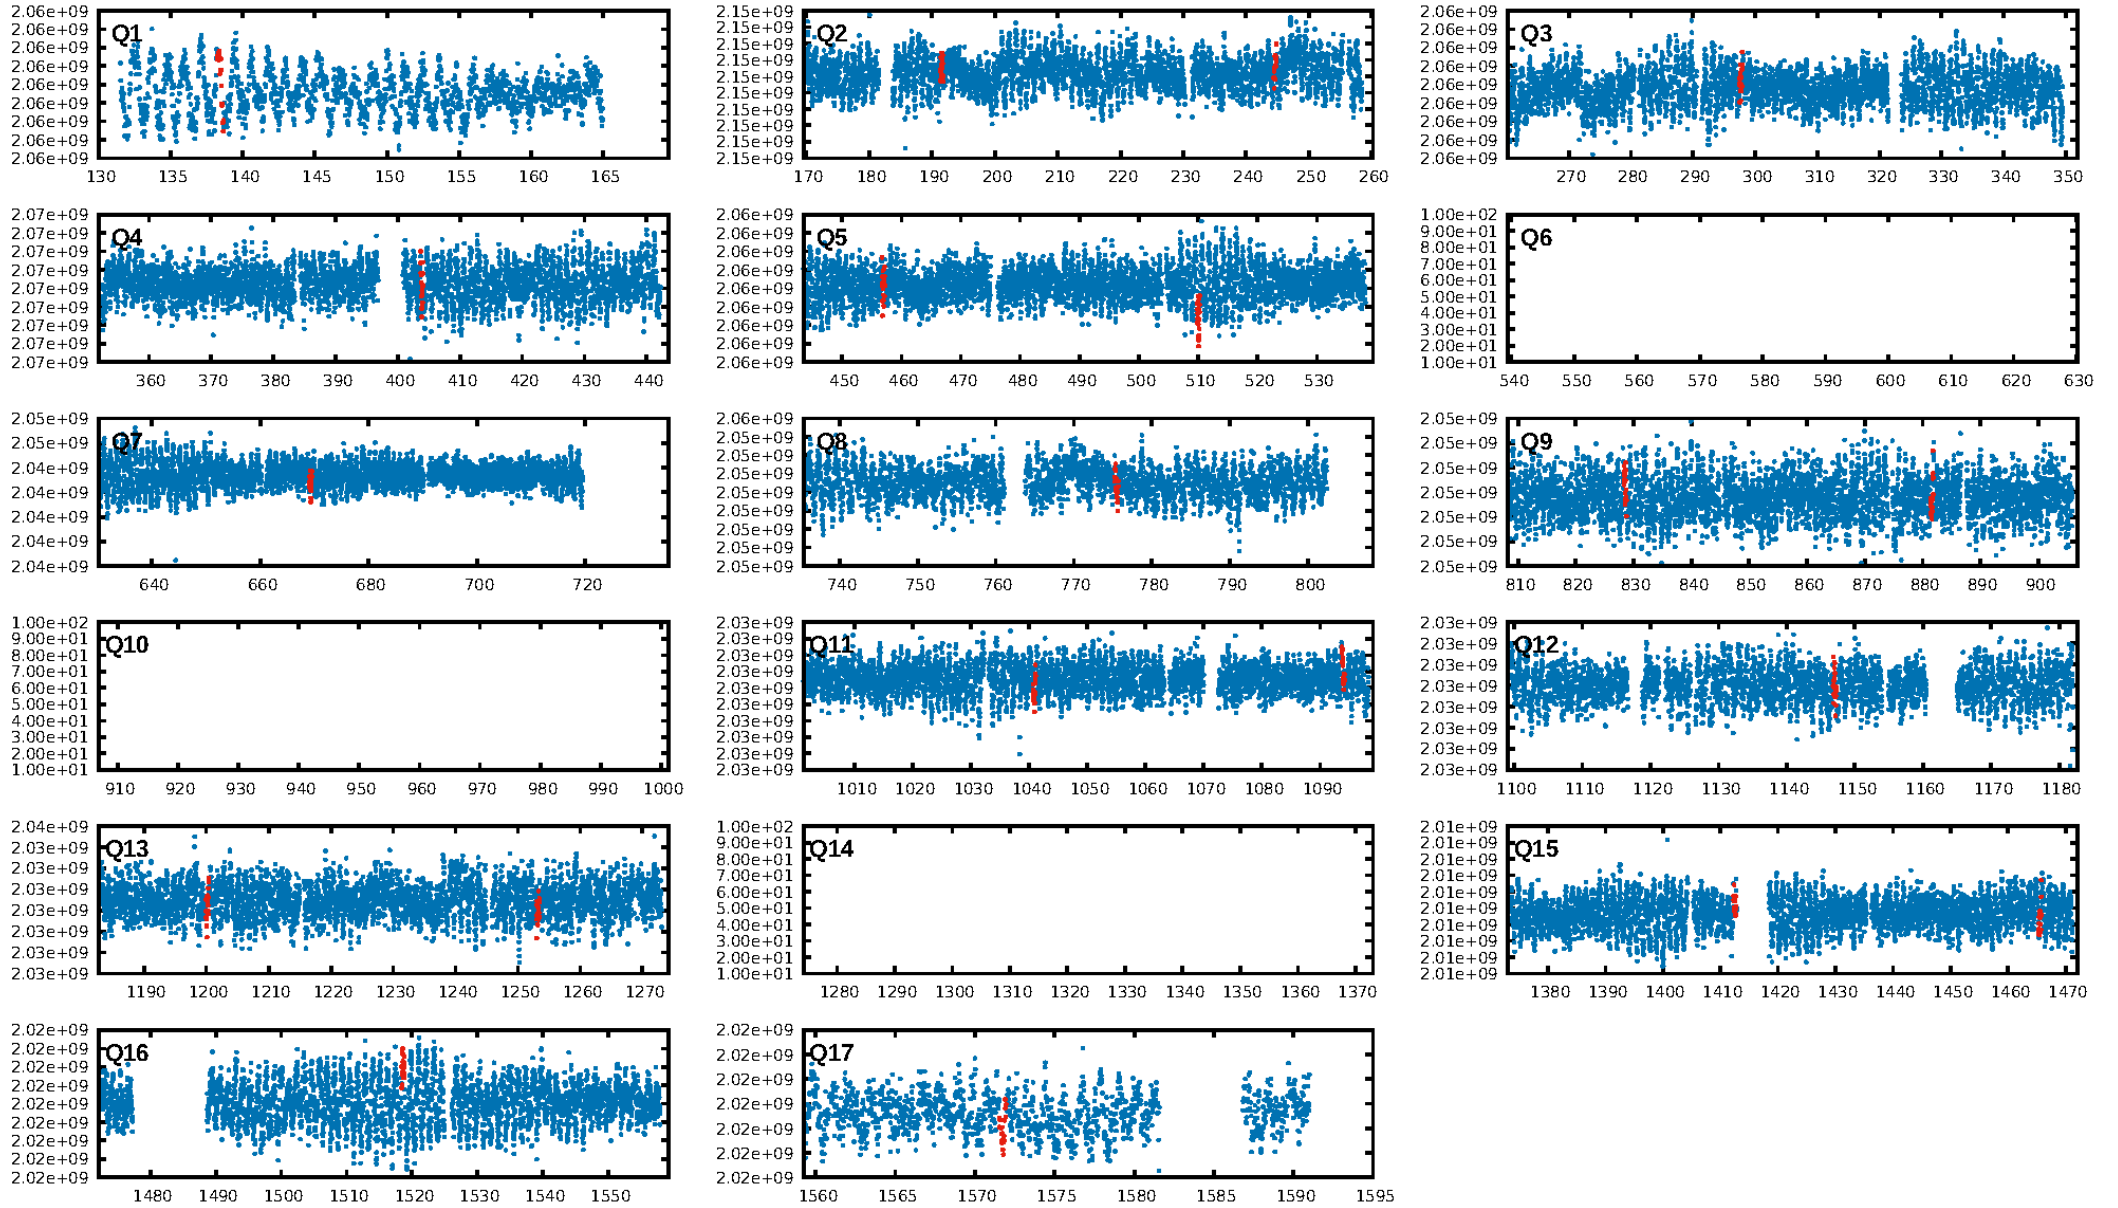 Q1
2.06e+09
2.06e+09
2.06e+09
2.06e+09
2.06e+09
2.06e+09
2.06e+09
2.06e+09
2.06e+09
130 135 140 145 150 155 160 165
Q2
2.15e+09
2.15e+09
2.15e+09
2.15e+09
2.15e+09
2.15e+09
2.15e+09
2.15e+09
2.15e+09
2.15e+09
170 180 190 200 210 220 230 240 250 260
Q3
2.06e+09
2.06e+09
2.06e+09
2.06e+09
2.06e+09
2.06e+09
2.06e+09
2.06e+09
2.06e+09
270 280 290 300 310 320 330 340 350
Q4
2.07e+09
2.07e+09
2.07e+09
2.07e+09
2.07e+09
2.07e+09
2.07e+09
2.07e+09
2.07e+09
360 370 380 390 400 410 420 430 440
Q5
2.06e+09
2.06e+09
2.06e+09
2.06e+09
2.06e+09
2.06e+09
2.06e+09
2.06e+09
2.06e+09
450 460 470 480 490 500 510 520 530
Q6
1.00e+02
9.00e+01
8.00e+01
7.00e+01
6.00e+01
5.00e+01
4.00e+01
3.00e+01
2.00e+01
1.00e+01
540 550 560 570 580 590 600 610 620 630
Q7
2.05e+09
2.05e+09
2.04e+09
2.04e+09
2.04e+09
2.04e+09
2.04e+09
640 660 680 700 720
Q8
2.06e+09
2.05e+09
2.05e+09
2.05e+09
2.05e+09
2.05e+09
2.05e+09
2.05e+09
2.05e+09
740 750 760 770 780 790 800
Q9
2.05e+09
2.05e+09
2.05e+09
2.05e+09
2.05e+09
2.05e+09
2.05e+09
810 820 830 840 850 860 870 880 890 900
Q10
1.00e+02
9.00e+01
8.00e+01
7.00e+01
6.00e+01
5.00e+01
4.00e+01
3.00e+01
2.00e+01
1.00e+01
910 920 930 940 950 960 970 980 990 1000
Q11
2.03e+09
2.03e+09
2.03e+09
2.03e+09
2.03e+09
2.03e+09
2.03e+09
2.03e+09
2.03e+09
2.03e+09
1010 1020 1030 1040 1050 1060 1070 1080 1090
Q12
2.03e+09
2.03e+09
2.03e+09
2.03e+09
2.03e+09
2.03e+09
2.03e+09
2.03e+09
1100 1110 1120 1130 1140 1150 1160 1170 1180
Q13
2.04e+09
2.03e+09
2.03e+09
2.03e+09
2.03e+09
2.03e+09
2.03e+09
2.03e+09
1190 1200 1210 1220 1230 1240 1250 1260 1270
Q14
1.00e+02
9.00e+01
8.00e+01
7.00e+01
6.00e+01
5.00e+01
4.00e+01
3.00e+01
2.00e+01
1.00e+01
1280 1290 1300 1310 1320 1330 1340 1350 1360 1370
Q15
2.01e+09
2.01e+09
2.01e+09
2.01e+09
2.01e+09
2.01e+09
2.01e+09
2.01e+09
2.01e+09
2.01e+09
1380 1390 1400 1410 1420 1430 1440 1450 1460 1470
Q16
2.02e+09
2.02e+09
2.02e+09
2.02e+09
2.02e+09
2.02e+09
2.02e+09
2.02e+09
2.02e+09
1480 1490 1500 1510 1520 1530 1540 1550
Q17
2.02e+09
2.02e+09
2.02e+09
2.02e+09
2.02e+09
2.02e+09
2.02e+09
1560 1565 1570 1575 1580 1585 1590 1595